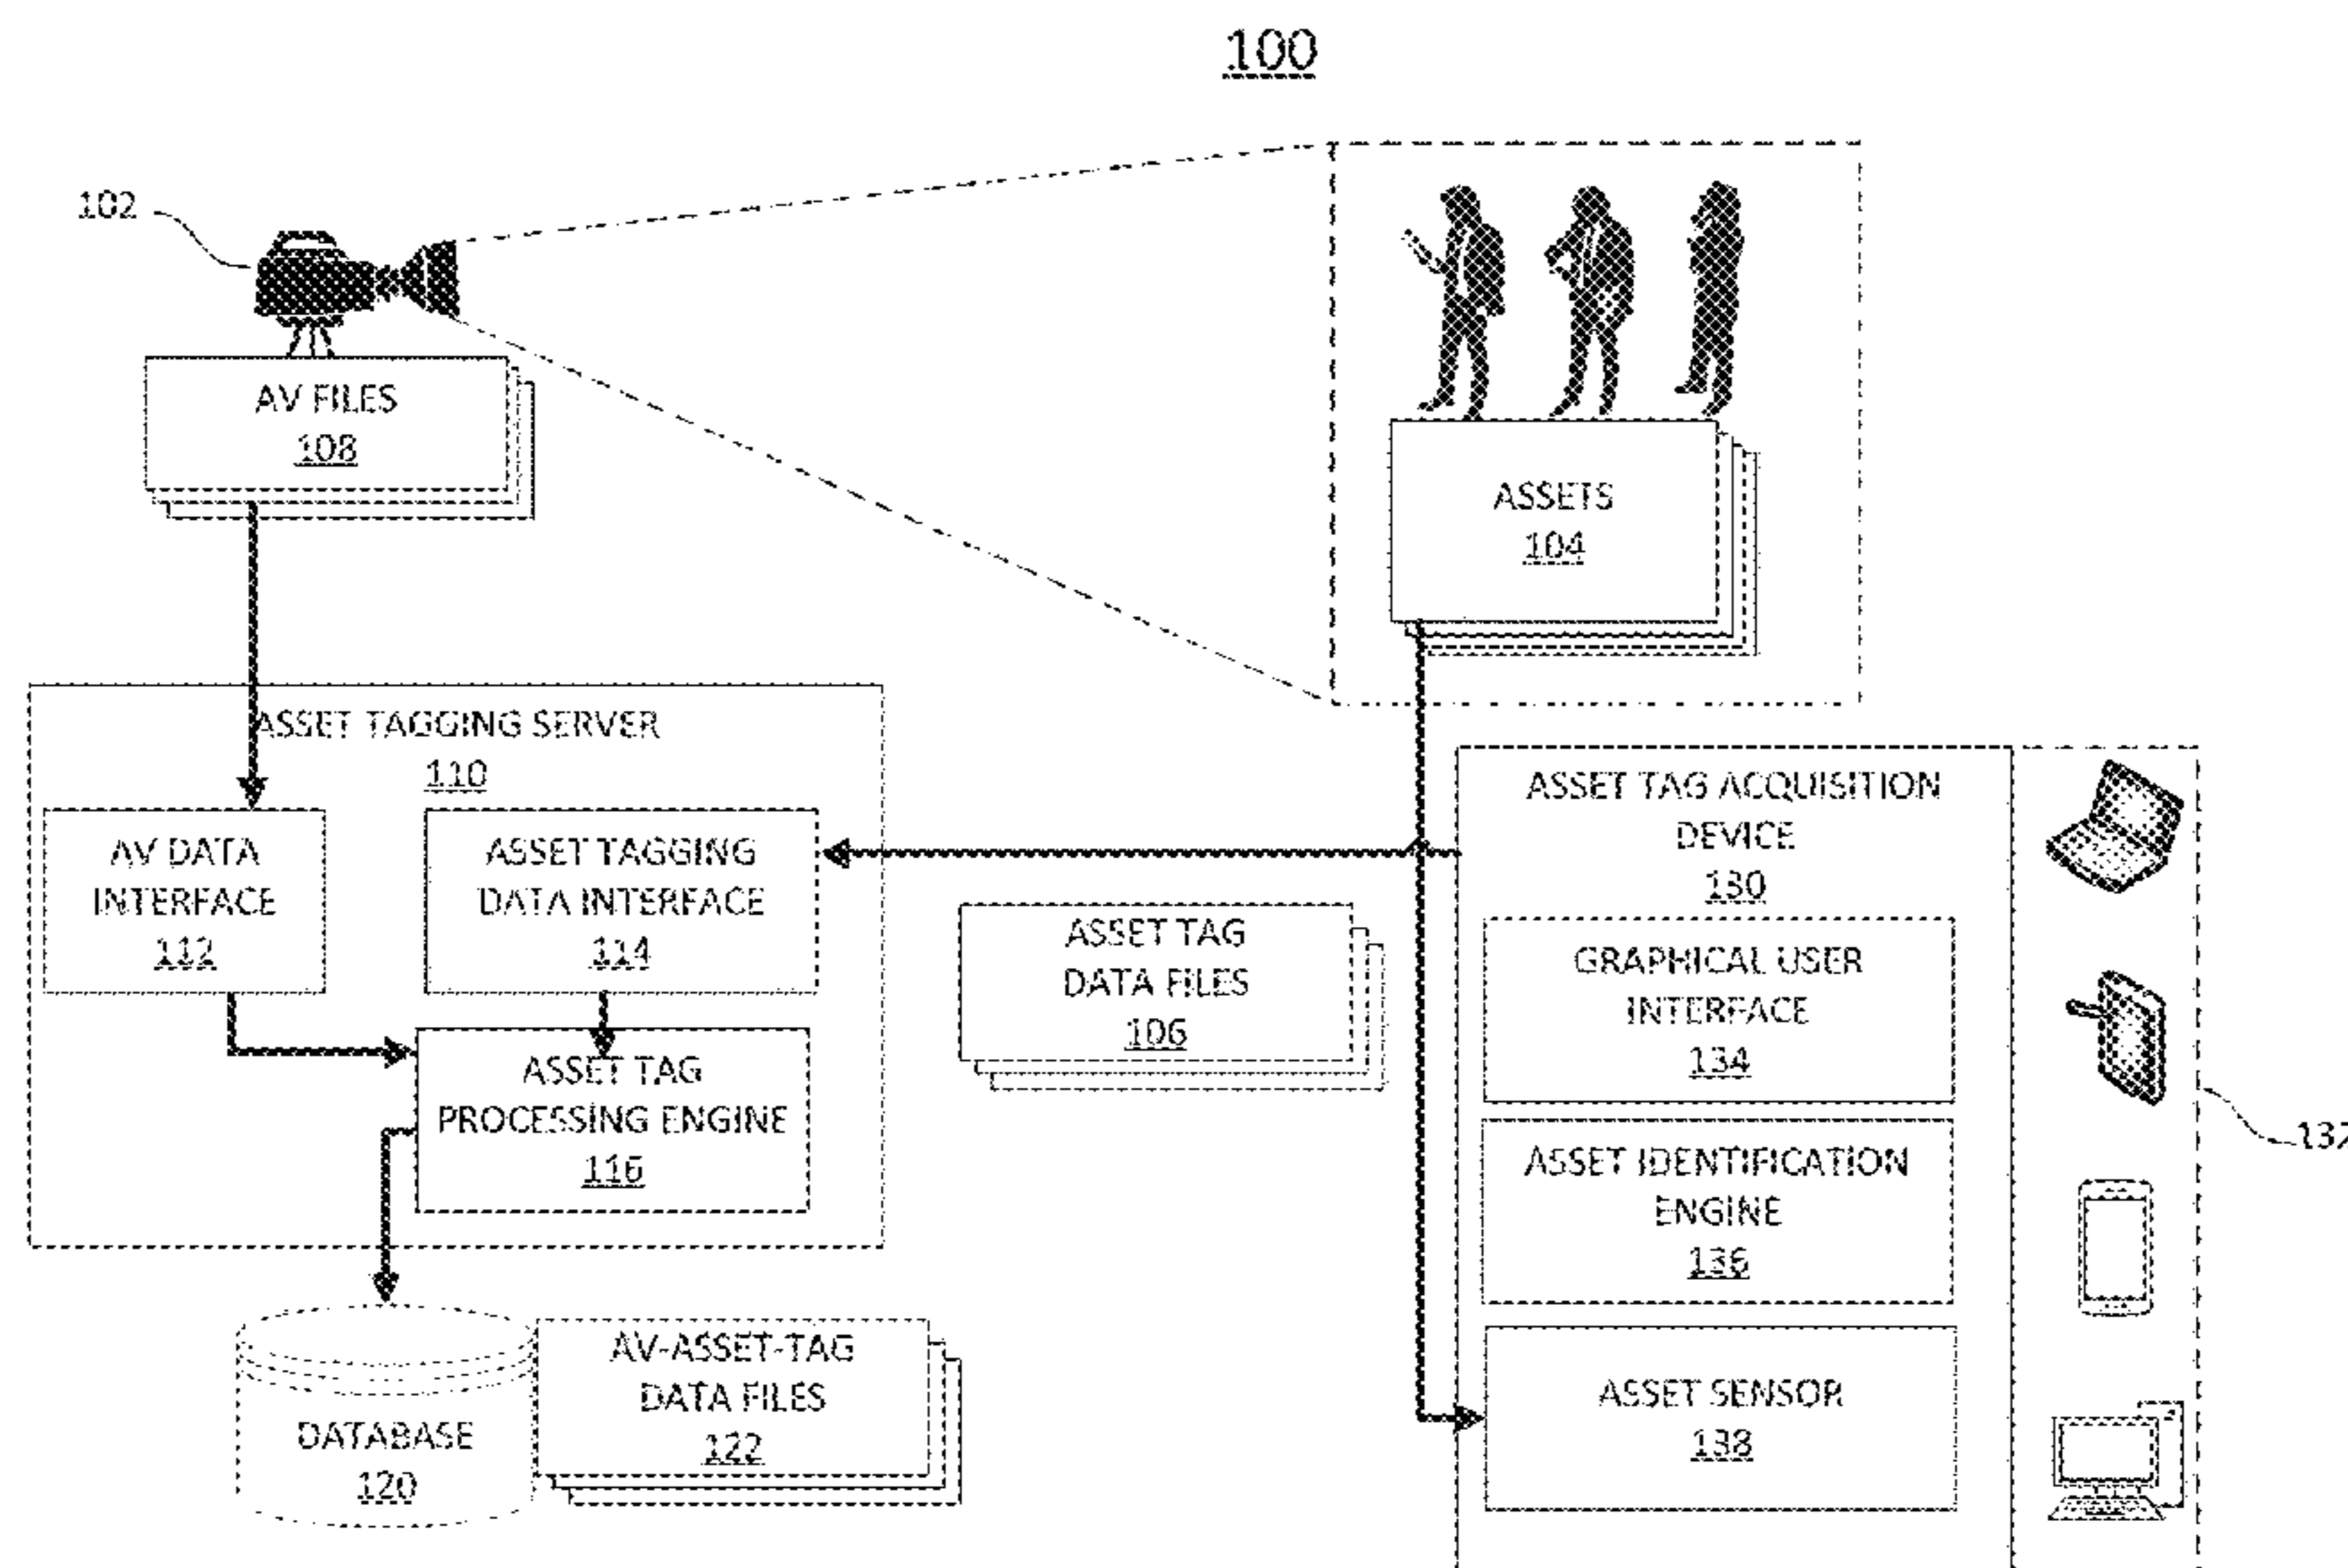 100
102
AV FILES
108
ASSETS
104
ASSET TAGGING SERVER
110
AV DATA
INTERFACE
112
ASSET TAGGING
DATA INTERFACE
114
ASSET TAG
PROCESSING ENGINE
116
ASSET TAG
DATA FILES
106
ASSET TAG ACQUISITION
DEVICE
130
GRAPHICAL USER
INTERFACE
134
ASSET IDENTIFICATION
ENGINE
136
ASSET SENSOR
138
132
DATABASE
120
AV-ASSET-TAG
DATA FILES
122